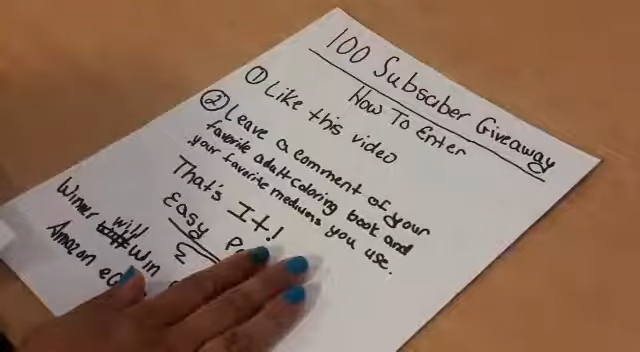 100 Subscriber Giveaway
How To Enter
① Like this video
② Leave a comment of your
favorite adult coloring book and
your favorite mediums you use.
That's It!
Easy
Winner will Win
Amazon